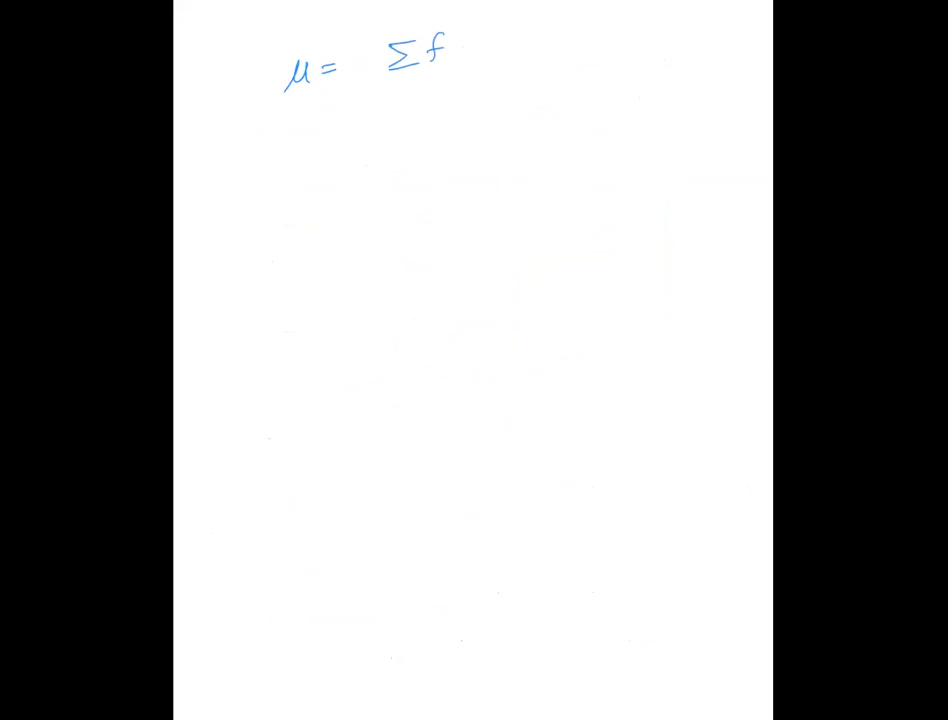 μ = Σf